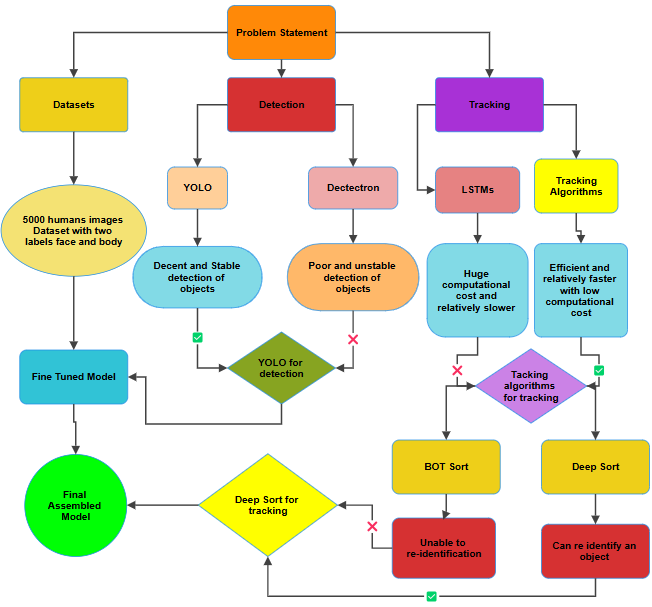 Problem Statement
Datasets
Detection
Tracking
YOLO
Dectectron
LSTMs
Tracking
Algorithms
5000 humans images
Dataset with two
labels face and body
Decent and Stable
detection of
objects
Poor and unstable
detection of
objects
Huge
computational
cost and
relatively slower
Efficient and
relatively faster
with low
computational
cost
YOLO for
detection
Fine Tuned Model
Tacking
algorithms
for tracking
BOT Sort
Deep Sort
Final
Assembled
Model
Deep Sort for
tracking
Unable to
re-identification
Can re identify an
object